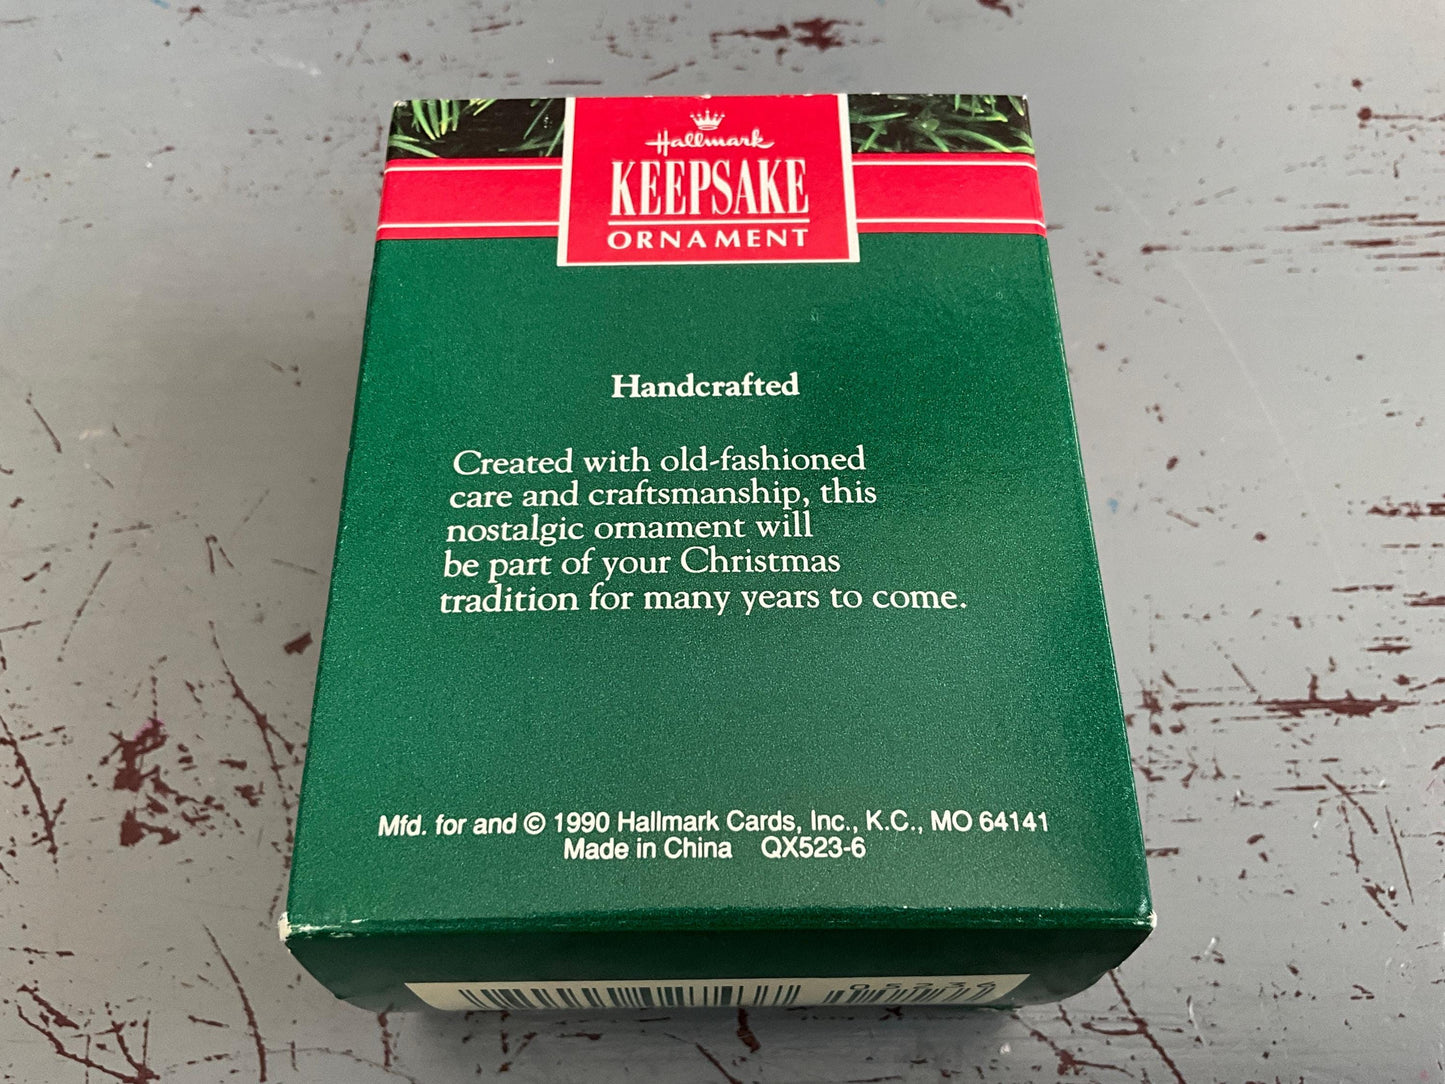 Hallmark
KEEPSAKE
ORNAMENT
Handcrafted
Created with old-fashioned
care and craftsmanship, this
nostalgic ornament will
be part of your Christmas
tradition for many years to come.
Mfd. for and © 1990 Hallmark Cards, Inc., K.C., MO 64141
Made in China QX523-6